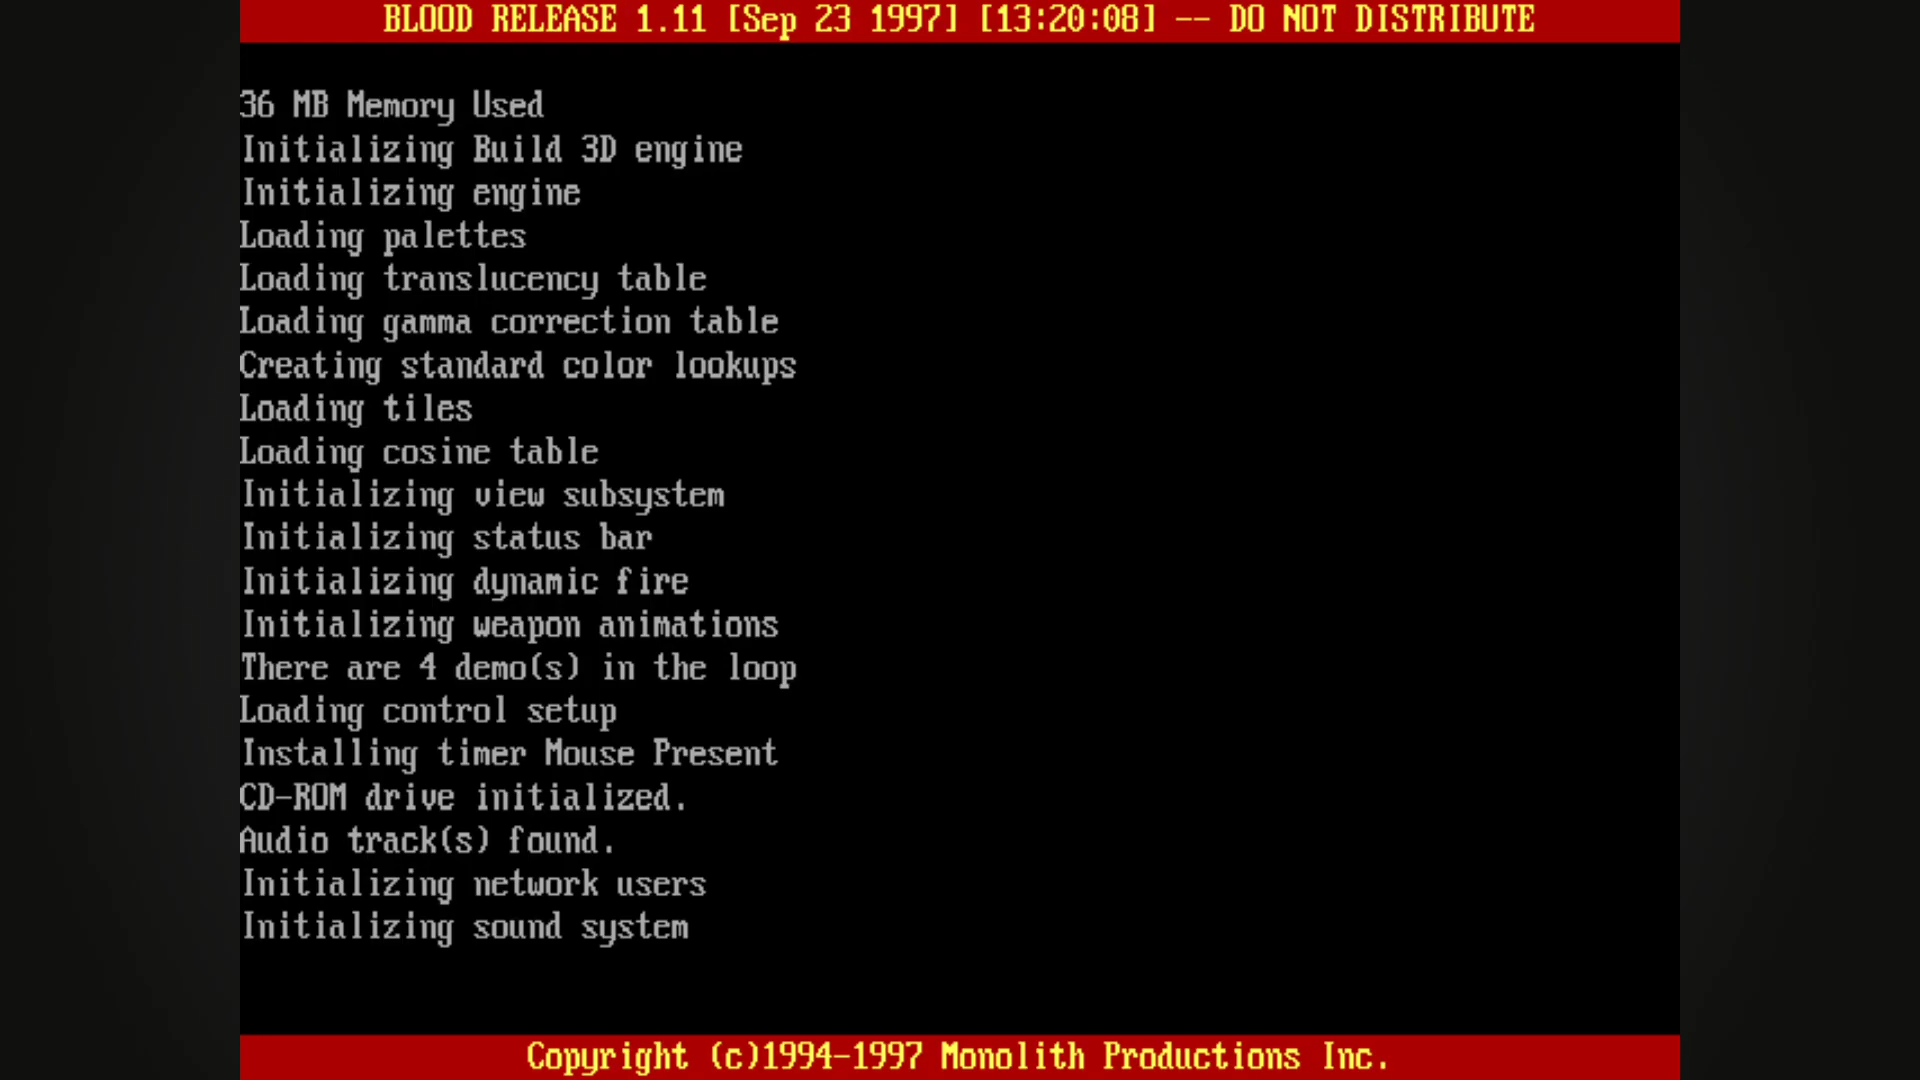 BLOOD RELEASE 1.11 [Sep 23 1997] [13:20:08] -- DO NOT DISTRIBUTE
36 MB Memory Used
Initializing Build 3D engine
Initializing engine
Loading palettes
Loading translucency table
Loading gamma correction table
Creating standard color lookups
Loading tiles
Loading cosine table
Initializing view subsystem
Initializing status bar
Initializing dynamic fire
Initializing weapon animations
There are 4 demo(s) in the loop
Loading control setup
Installing timer Mouse Present
CD-ROM drive initialized.
Audio track(s) found.
Initializing network users
Initializing sound system
Copyright (c)1994-1997 Monolith Productions Inc.